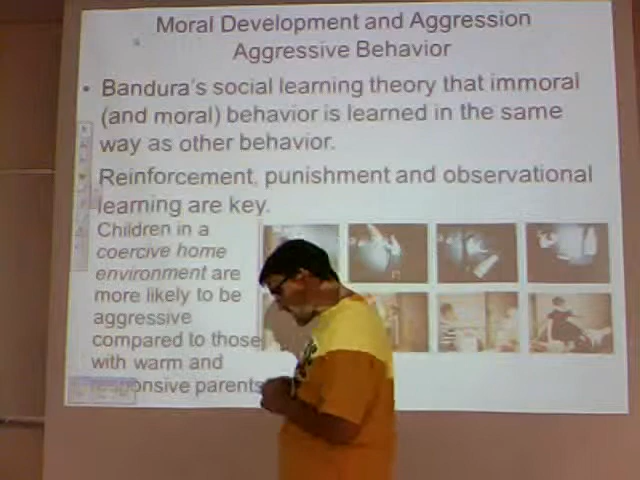 Moral Development and Aggression
Aggressive Behavior
• Bandura's social learning theory that immoral
(and moral) behavior is learned in the same
way as other behavior.
Reinforcement, punishment and observational
learning are key.
Children in a
coercive home
environment are
more likely to be
aggressive
compared to those
with warm and
responsive parents